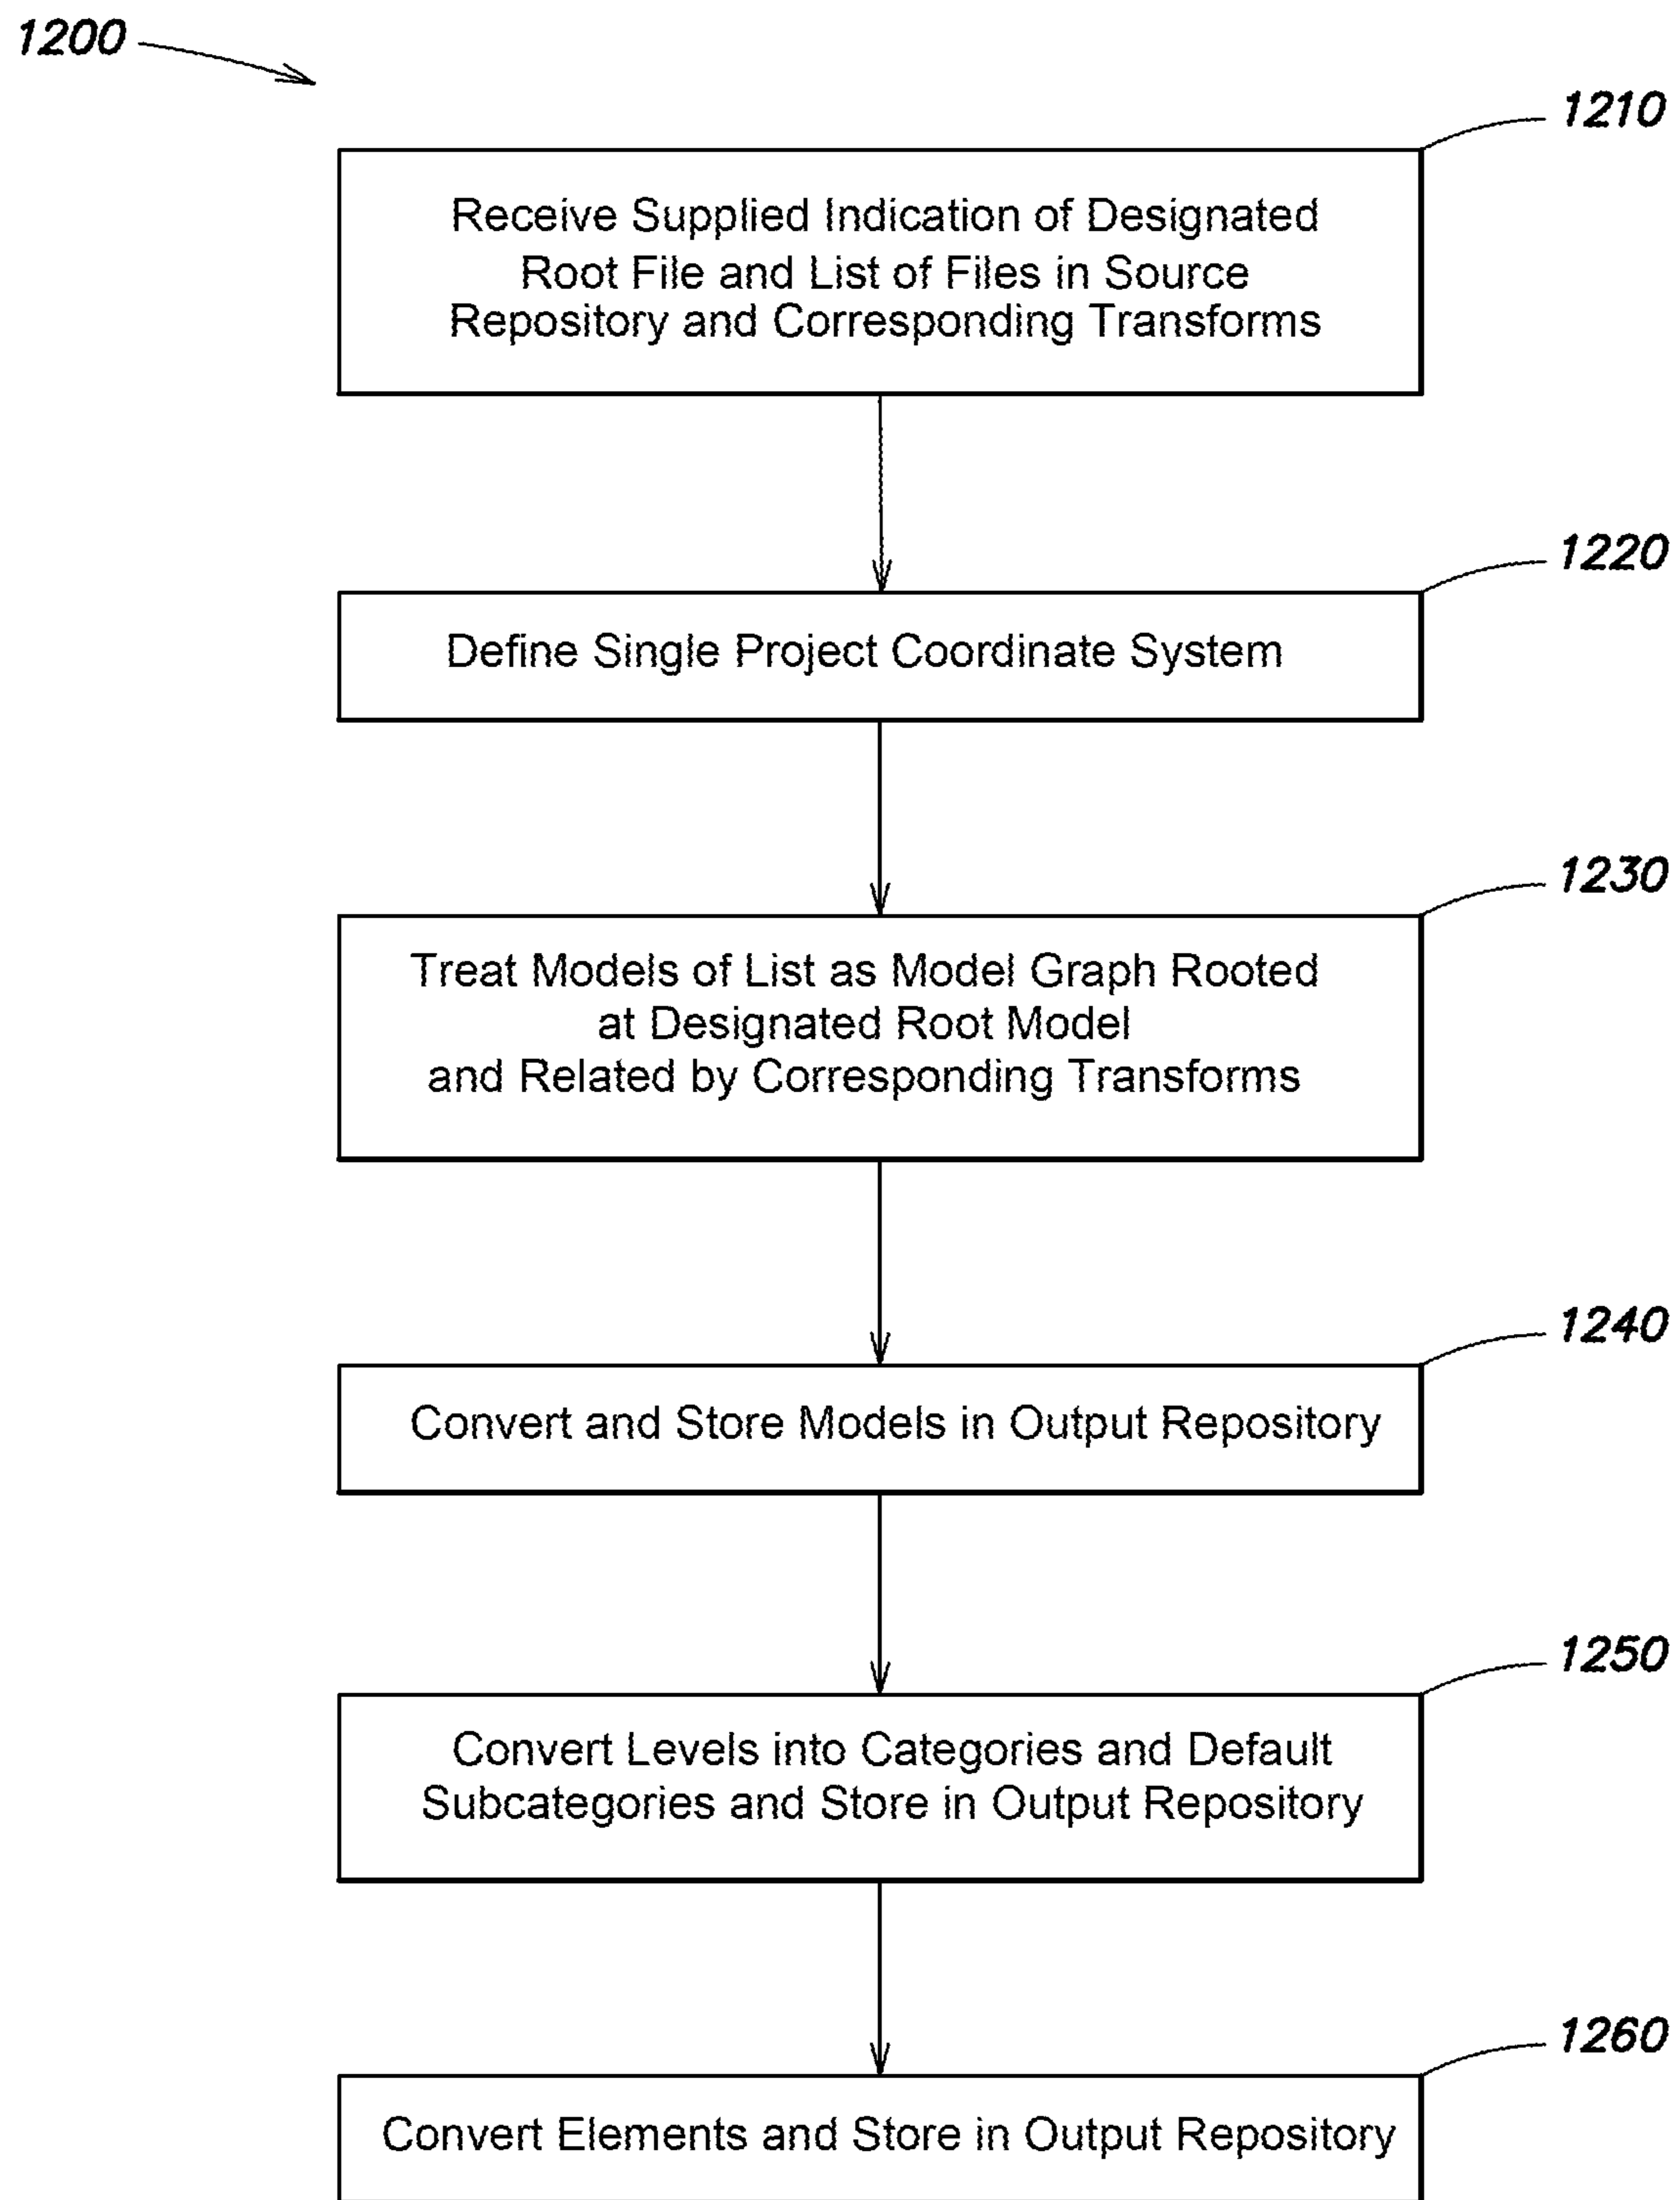 1200
1210
Receive Supplied Indication of Designated
Root File and List of Files in Source
Repository and Corresponding Transforms
1220
Define Single Project Coordinate System
1230
Treat Models of List as Model Graph Rooted
at Designated Root Model
and Related by Corresponding Transforms
1240
Convert and Store Models in Output Repository
1250
Convert Levels into Categories and Default
Subcategories and Store in Output Repository
1260
Convert Elements and Store in Output Repository